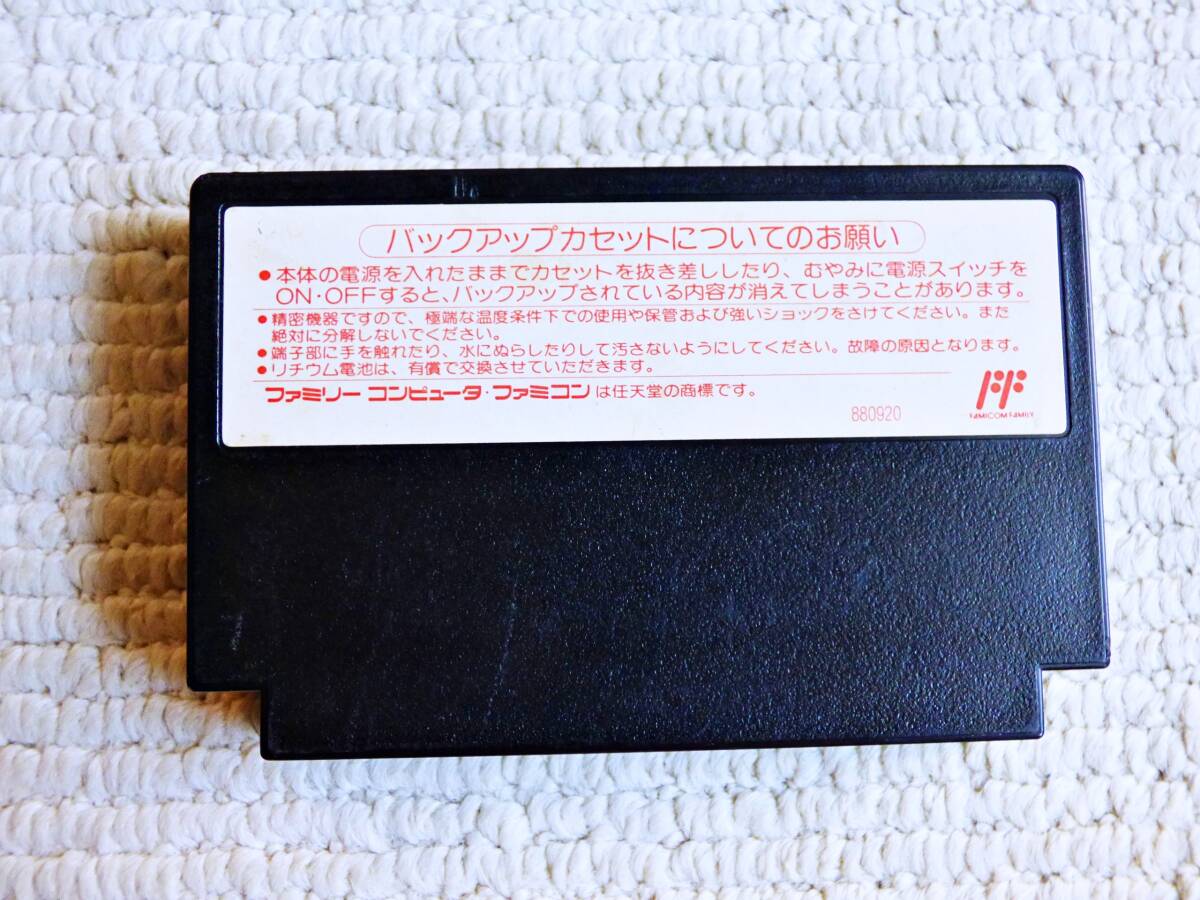 バックアップカセットについてのお願い
●本体の電源を入れたままでカセットを抜き差ししたり、むやみに電源スイッチを
ON・OFFすると、バックアップされている内容が消えてしまうことがあります。
●精密機器ですので、極端な温度条件下での使用や保管および強いショックをさけてください。また
絶対に分解しないでください。
●端子部に手を触れたり、水にぬらしたりして汚さないようにしてください。故障の原因となります。
●リチウム電池は、有償で交換させていただきます。
ファミリー コンピュータ・ファミコンは任天堂の商標です。
880920
FAMICOM FAMILY